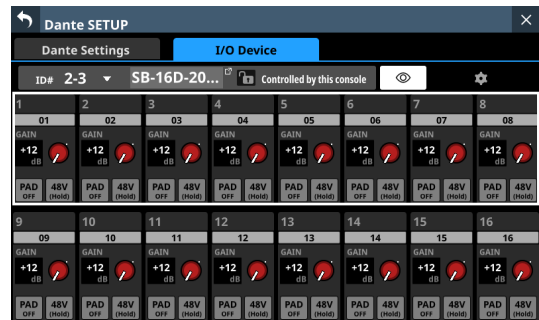 Dante SETUP
Dante Settings I/O Device
ID# 2-3 SB-16D-20... Controlled by this console
1 2 3 4 5 6 7 8
01 02 03 04 05 06 07 08
GAIN GAIN GAIN GAIN GAIN GAIN GAIN GAIN
+12 +12 +12 +12 +12 +12 +12 +12
dB dB dB dB dB dB dB dB
PAD 48V PAD 48V PAD 48V PAD 48V PAD 48V PAD 48V PAD 48V PAD 48V
OFF (Hold) OFF (Hold) OFF (Hold) OFF (Hold) OFF (Hold) OFF (Hold) OFF (Hold) OFF (Hold)
9 10 11 12 13 14 15 16
09 10 11 12 13 14 15 16
GAIN GAIN GAIN GAIN GAIN GAIN GAIN GAIN
+12 +12 +12 +12 +12 +12 +12 +12
dB dB dB dB dB dB dB dB
PAD 48V PAD 48V PAD 48V PAD 48V PAD 48V PAD 48V PAD 48V PAD 48V
OFF (Hold) OFF (Hold) OFF (Hold) OFF (Hold) OFF (Hold) OFF (Hold) OFF (Hold) OFF (Hold)